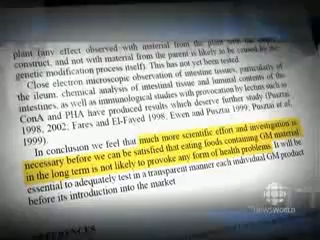 plant (any effect observed with material from the plant with the
construct, and not with material from the parent is likely to be caused by the
genetic modification process itself). This has not yet been tested
Close electron microscopic observation of intestine tissues, particularly of
the ileum, chemical analysis of intestinal tissue and luminal contents of the
intestines, as well as immunological studies with provocation by lectins such as
ConA and PHA have produced results which deserve further study (Pusztai
1998, 2002; Fares and El-Fayed 1998, Ewen and Pusztai 1999; Pusztai et al,
1999).
In conclusion we feel that much more scientific effort and investigation is
necessary before we can be satisfied that eating foods containing GM material
in the long term is not likely to provoke any form of health problems. It will be
essential to adequately test in a transparent manner each individual GM product
before its introduction into the market
NEWSWORLD